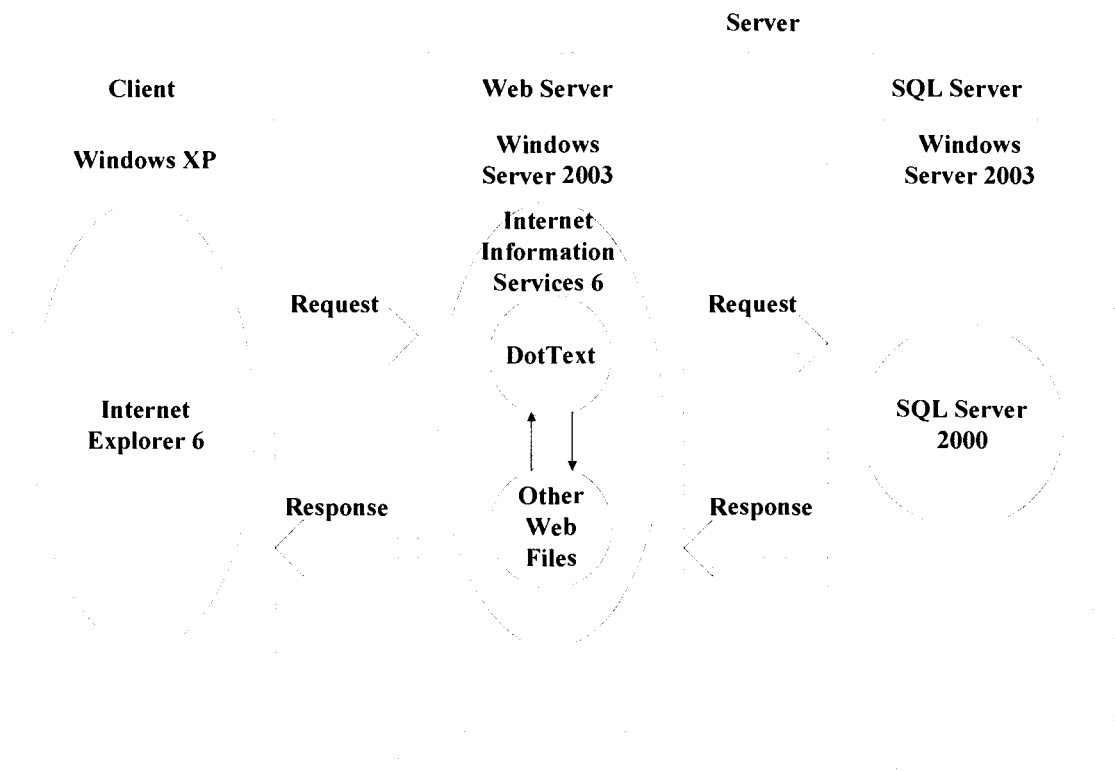 Server
Client
Web Server
SQL Server
Windows XP
Windows
Server 2003
Windows
Server 2003
Internet
Information
Services 6
Request
Request
DotText
Internet
Explorer 6
SQL Server
2000
Response
Other
Web
Files
Response